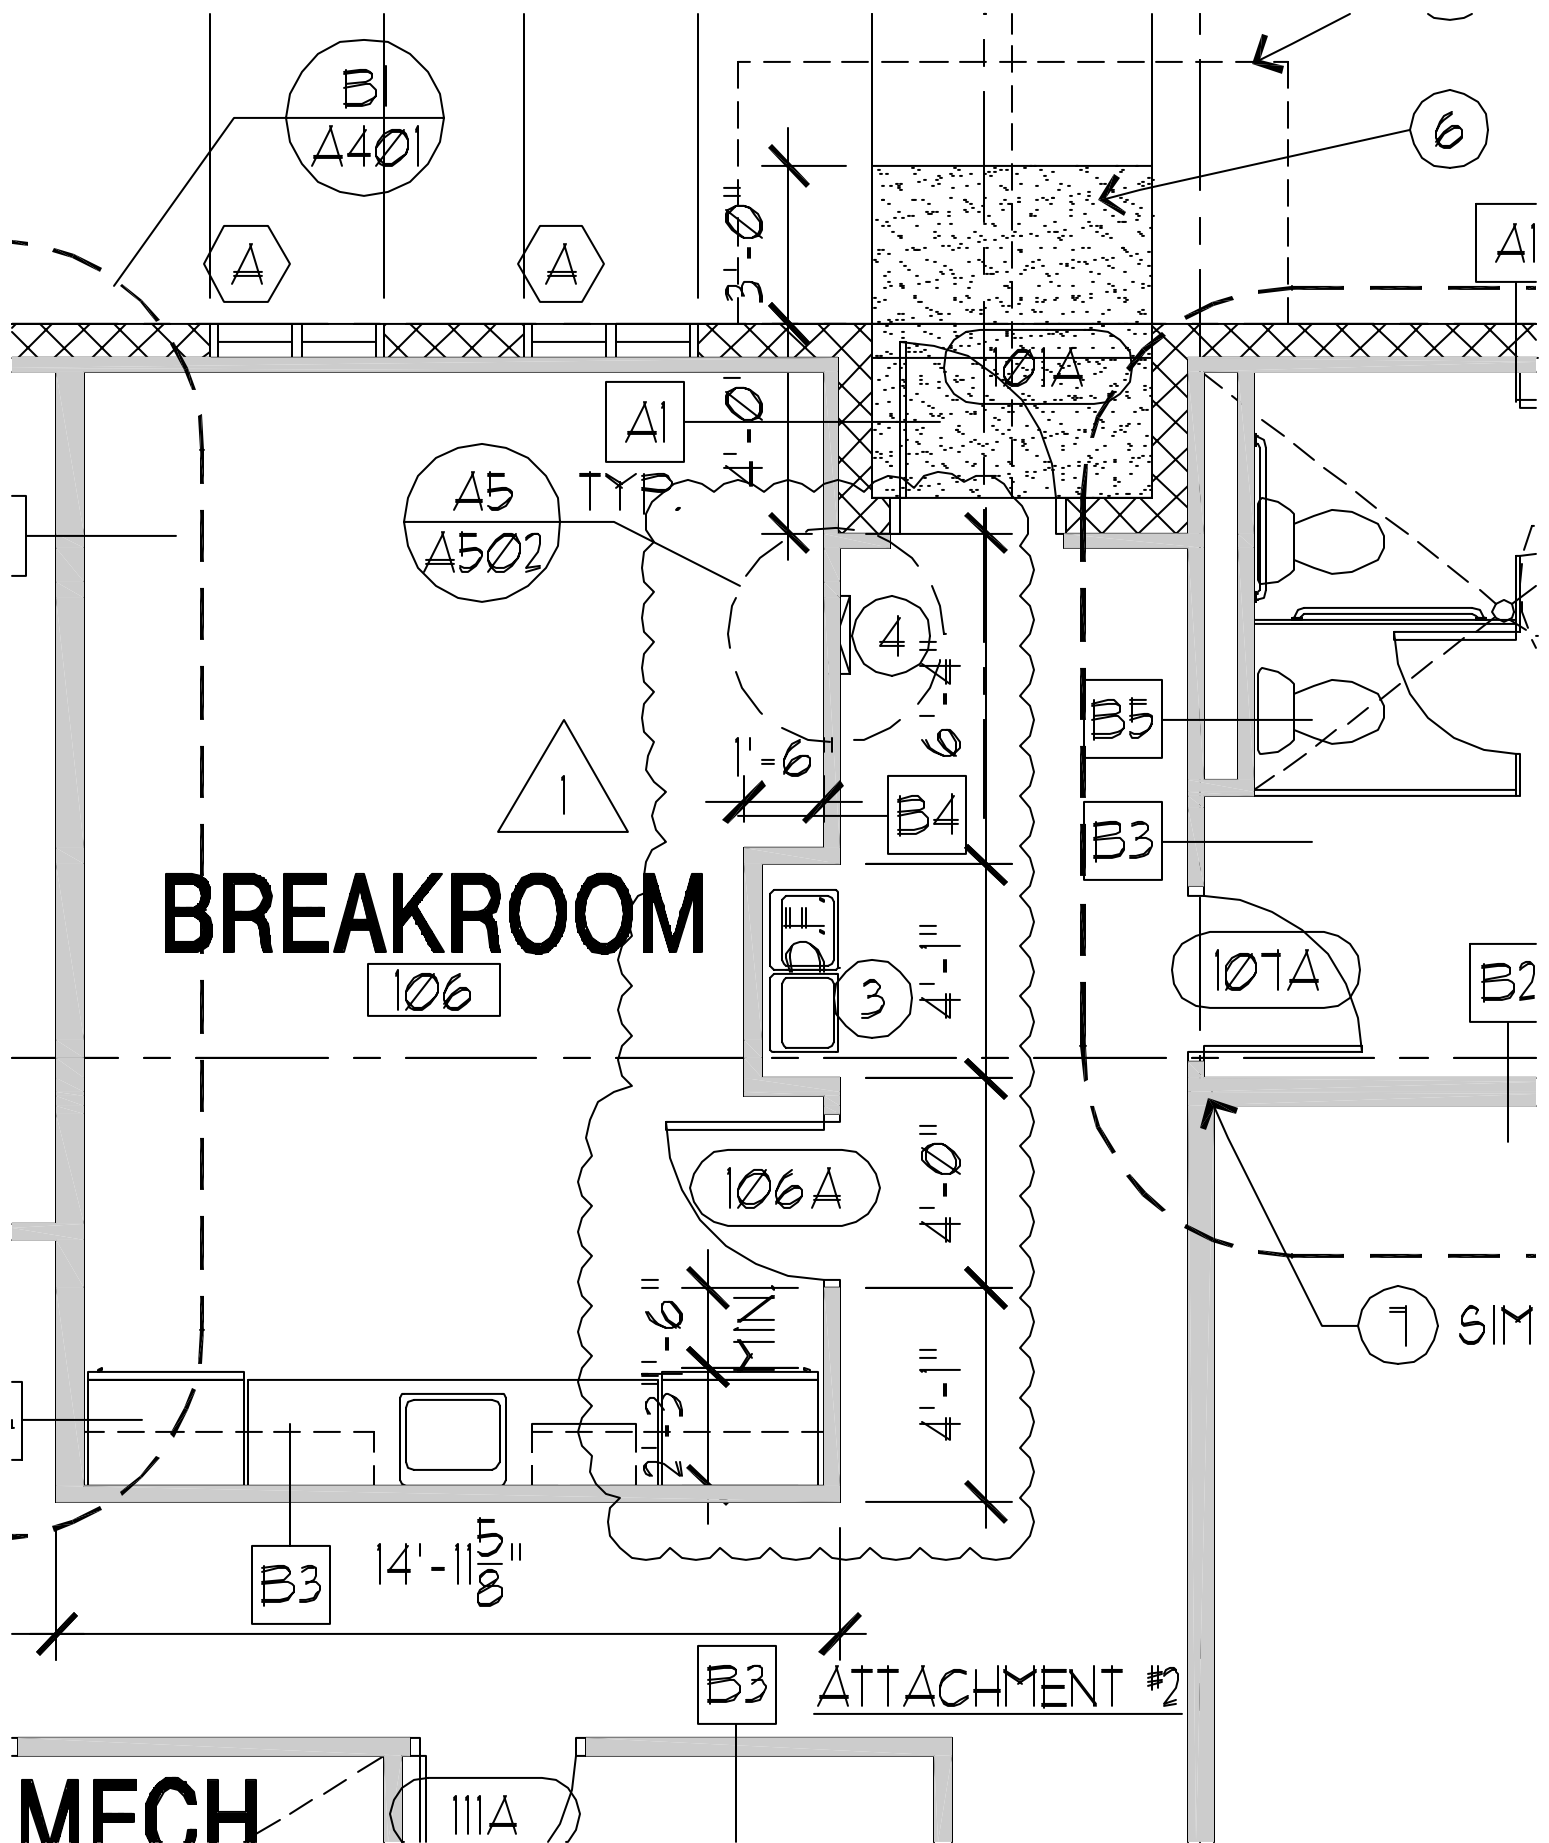 B1
A401
6
A
A
3'-0"
A1
101A
A1
4'-0"
A5
TYP.
A502
4
6'-4"
B5
1'-6"
1
B4
B3
BREAKROOM
106
D.F.
3
4'-1"
107A
B2
106A
4'-0"
7 SIM
2'-6"
MIN.
4'-1"
2'-3"
B3
14'-11 5/8"
B3
ATTACHMENT #2
MECH
111A